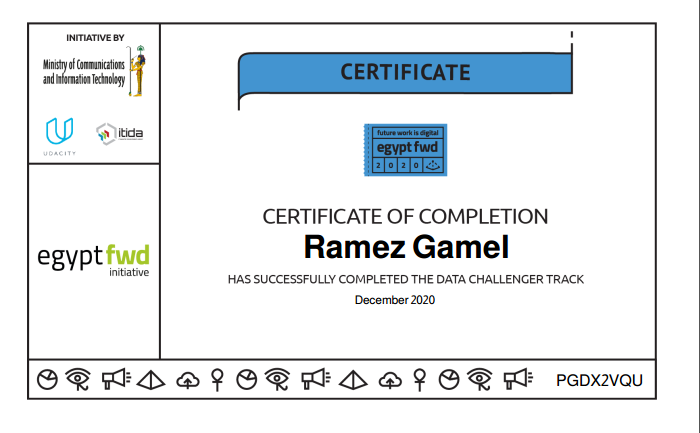 INITIATIVE BY
Ministry of Communications
and Information Technology
UDACITY
itida
egypt fwd
initiative
CERTIFICATE
future work is digital
egypt fwd
2 0 2 0
CERTIFICATE OF COMPLETION
Ramez Gamel
HAS SUCCESSFULLY COMPLETED THE DATA CHALLENGER TRACK
December 2020
PGDX2VQU